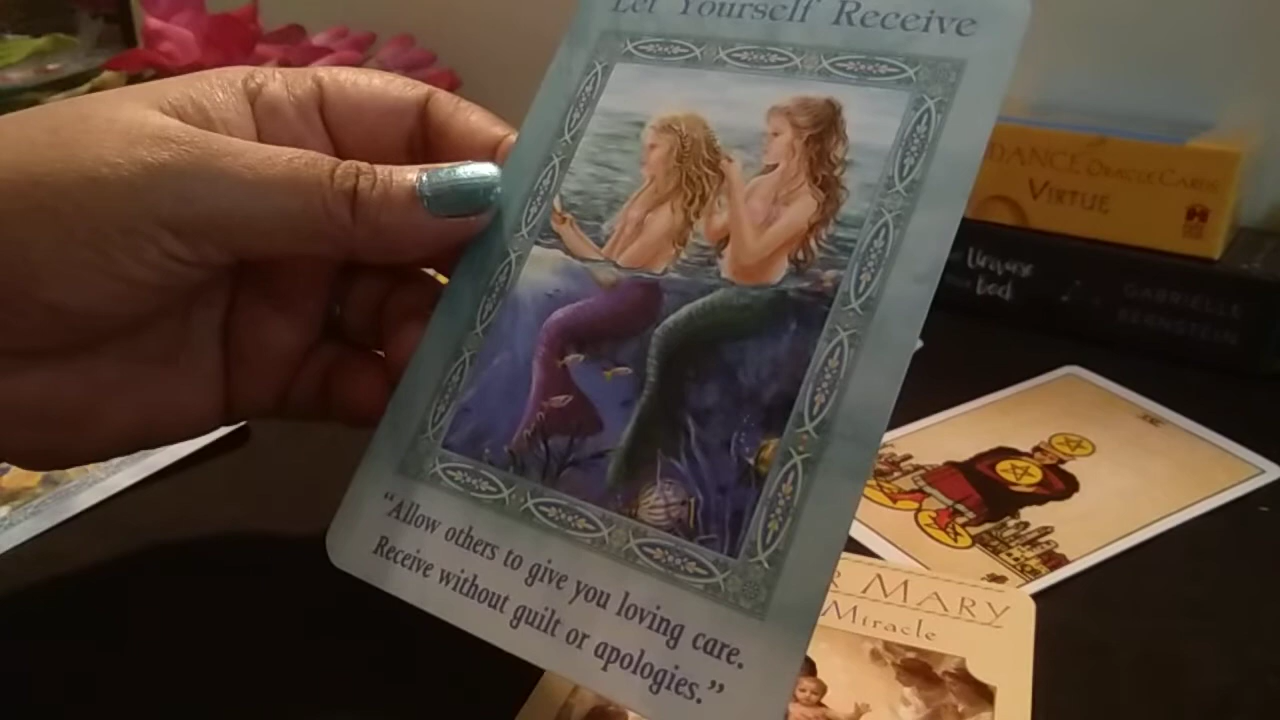 Let Yourself Receive
"Allow others to give you loving care.
Receive without guilt or apologies."
DANCE Oracle Cards
VIRTUE
Universe
GABRIELLE
BERNSTEIN
MARY
Miracle